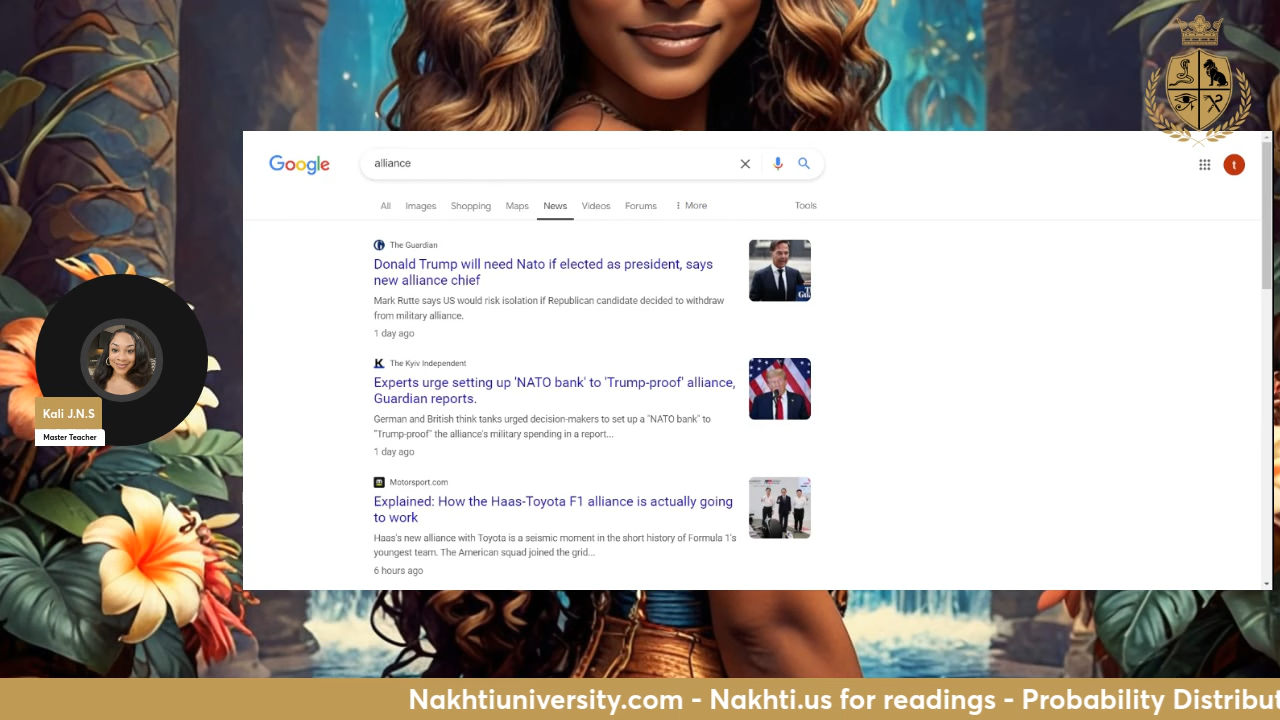 Google
alliance
t
All Images Shopping Maps News Videos Forums More Tools
The Guardian
Donald Trump will need Nato if elected as president, says
new alliance chief
Mark Rutte says US would risk isolation if Republican candidate decided to withdraw
from military alliance.
1 day ago
The Kyiv Independent
Experts urge setting up 'NATO bank' to 'Trump-proof' alliance,
Guardian reports.
German and British think tanks urged decision-makers to set up a "NATO bank" to
"Trump-proof" the alliance's military spending in a report...
1 day ago
Motorsport.com
Explained: How the Haas-Toyota F1 alliance is actually going
to work
Haas's new alliance with Toyota is a seismic moment in the short history of Formula 1's
youngest team. The American squad joined the grid...
6 hours ago
Kali J.N.S
Master Teacher
Nakhtiuniversity.com - Nakhti.us for readings - Probability Distribut